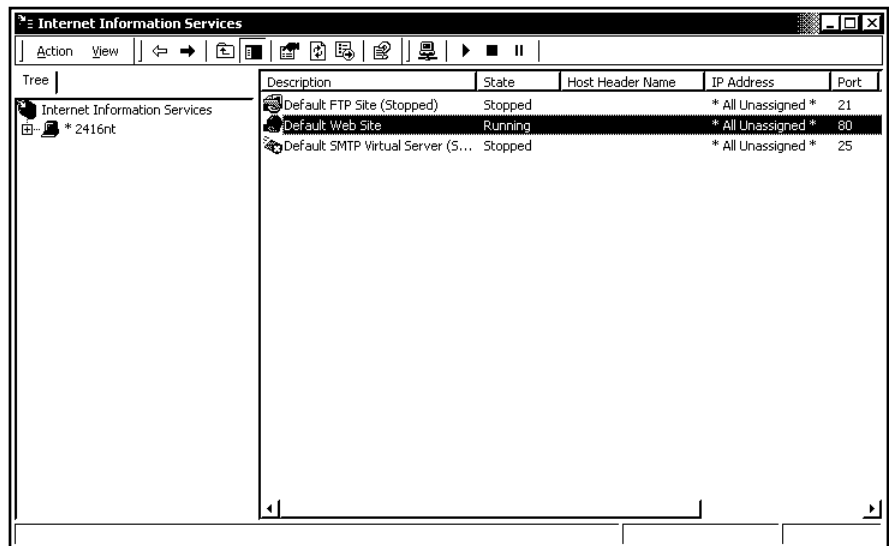 Internet Information Services
Action View
Tree
Description State Host Header Name IP Address Port
Internet Information Services
* 2416nt
Default FTP Site (Stopped) Stopped * All Unassigned * 21
Default Web Site Running * All Unassigned * 80
Default SMTP Virtual Server (S... Stopped * All Unassigned * 25